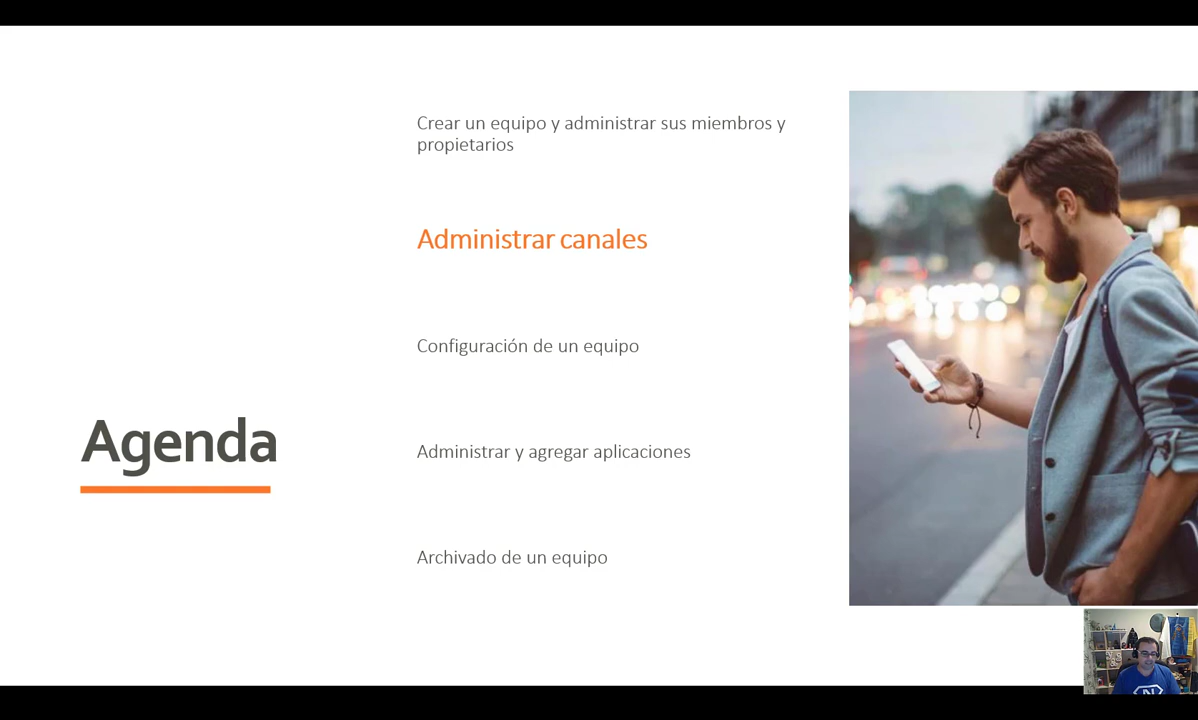 Crear un equipo y administrar sus miembros y
propietarios
Administrar canales
Configuración de un equipo
Agenda
Administrar y agregar aplicaciones
Archivado de un equipo